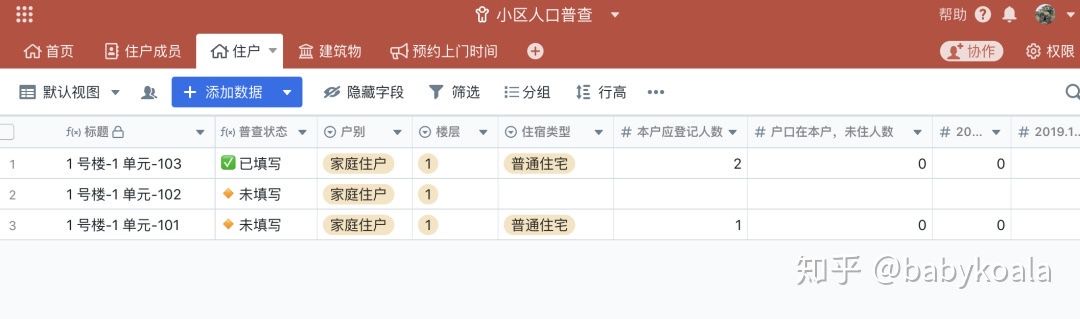 小区人口普查 帮助
首页 住户成员 住户 建筑物 预约上门时间 协作 权限
默认视图 添加数据 隐藏字段 筛选 分组 行高
f(x) 标题 f(x) 普查状态 户别 楼层 住宿类型 # 本户应登记人数 # 户口在本户，未住人数 # 20... # 2019.1...
1 1 号楼-1 单元-103 已填写 家庭住户 1 普通住宅 2 0 0
2 1 号楼-1 单元-102 未填写 家庭住户 1
3 1 号楼-1 单元-101 未填写 家庭住户 1 普通住宅 1 0 0
知乎 @babykoala